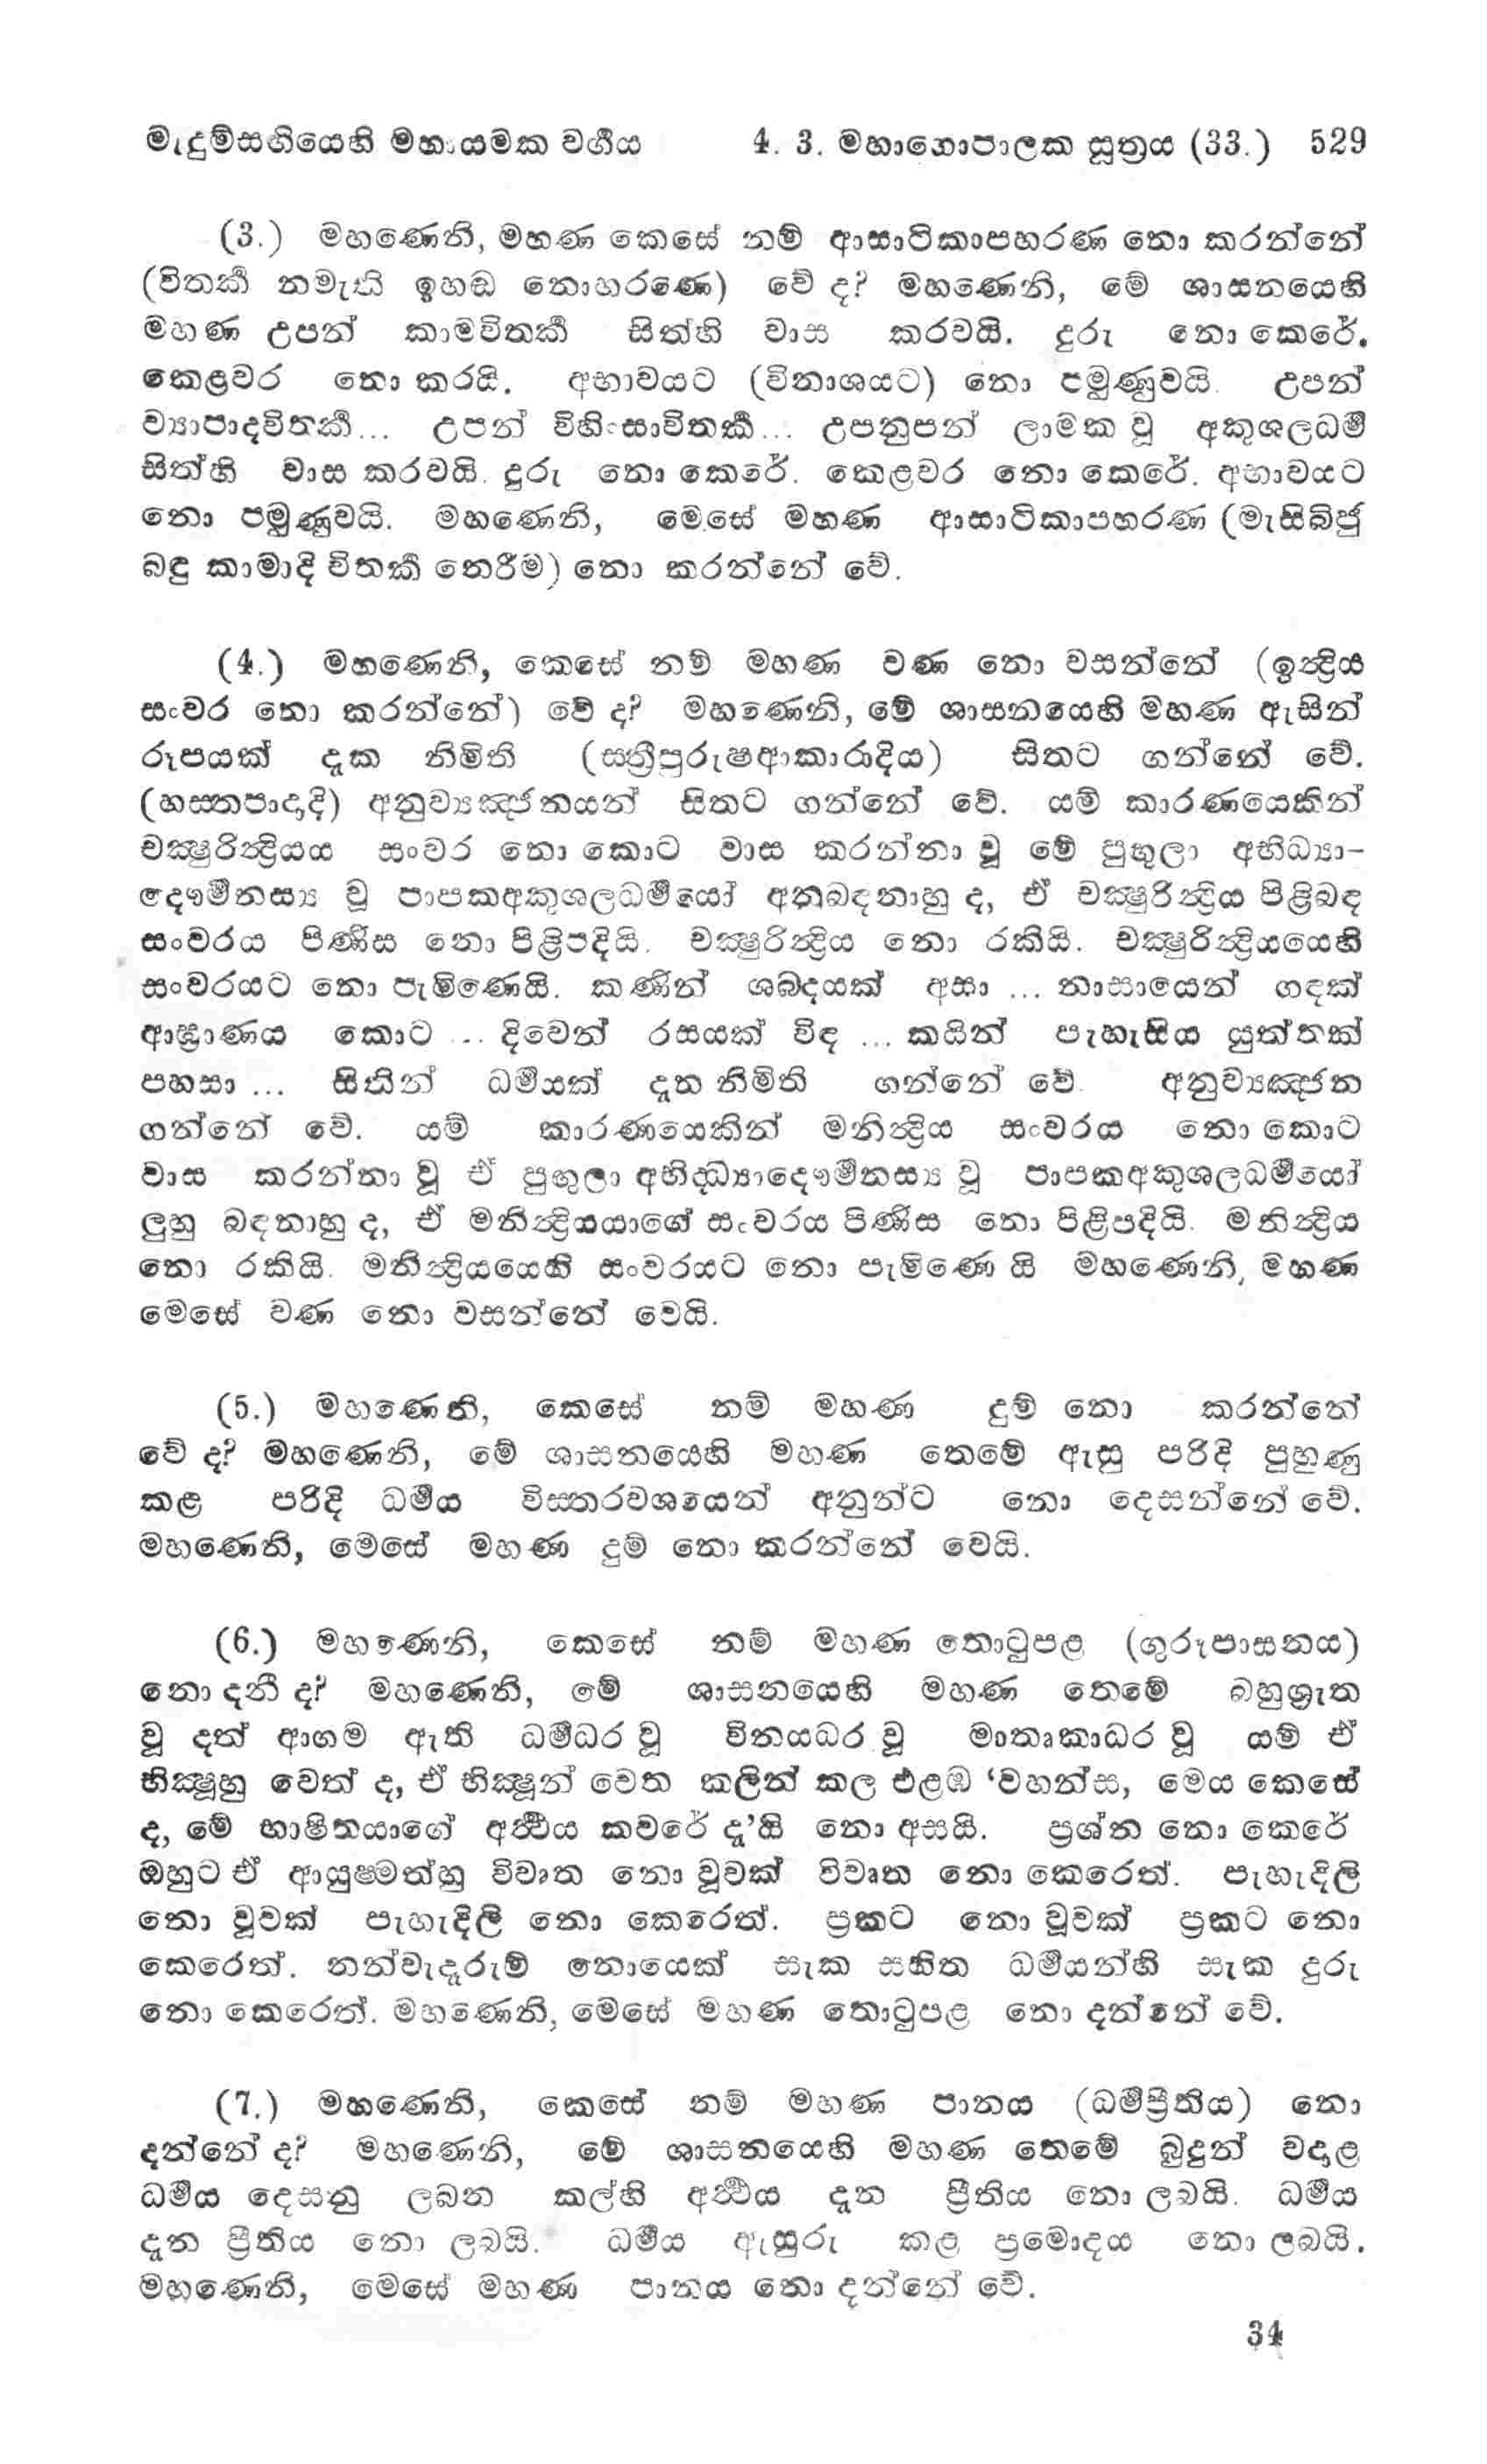 මැදුම්සඟියෙහි මහායමක වර්‍ගය 4. 3. මහාගොපාලක සූත්‍රය (33.) 529
(3.) මහණෙනි, මහණ කෙසේ නම් ආසාටිකාපහරණ නො කරන්නේ
(විතර්‍ක නමැති ඉහඬ නොහරණෙ) වේ ද? මහණෙනි, මේ ශාසනයෙහි
මහණ උපන් කාමවිතර්‍ක සිත්හි වාස කරවයි. දුරු නො කෙරේ.
කෙළවර නො කරයි. අභාවයට (විනාශයට) නො පමුණුවයි. උපන්
ව්‍යාපාදවිතර්‍ක... උපන් විහිංසාවිතර්‍ක... උපනුපන් ලාමක වූ අකුශලධර්‍ම
සිත්හි වාස කරවයි. දුරු නො කෙරේ. කෙළවර නො කෙරේ. අභාවයට
නො පමුණුවයි. මහණෙනි, මෙසේ මහණ ආසාටිකාපහරණ (මැසිබිජු
බඳු කාමාදි විතර්‍ක නෙරීම) නො කරන්නේ වේ.
(4.) මහණෙනි, කෙසේ නම් මහණ වණ නො වසන්නේ (ඉන්‍ද්‍රිය
සංවර නො කරන්නේ) වේ ද? මහණෙනි, මේ ශාසනයෙහි මහණ ඇසින්
රූපයක් දැක නිමිති (ස්ත්‍රීපුරුෂආකාරාදිය) සිතට ගන්නේ වේ.
(හස්තපාදාදි) අනුව්‍යඤ්ජනයන් සිතට ගන්නේ වේ. යම් කාරණයෙකින්
චක්‍ෂුරින්‍ද්‍රියය සංවර නො කොට වාස කරන්නා වූ මේ පුඟුලා අභිධ්‍යා-
දෞර්‍මනස්‍ය වූ පාපකඅකුශලධර්‍මයෝ අනුබඳනාහු ද, ඒ චක්‍ෂුරින්‍ද්‍රිය පිළිබඳ
සංවරය පිණිස නො පිළිපදියි. චක්‍ෂුරින්‍ද්‍රිය නො රකියි. චක්‍ෂුරින්‍ද්‍රියයෙහි
සංවරයට නො පැමිණෙයි. කණින් ශබ්දයක් අසා ... නාසායෙන් ගඳක්
ආඝ්‍රාණය කොට ... දිවෙන් රසයක් විඳ ... කයින් පැහැසිය යුත්තක්
පහසා ... සිතින් ධර්‍මයක් දැන නිමිති ගන්නේ වේ. අනුව්‍යඤ්ජන
ගන්නේ වේ. යම් කාරණයෙකින් මනින්‍ද්‍රිය සංවරය නො කොට
වාස කරන්නා වූ ඒ පුඟුලා අභිද්ධ්‍යාදෞර්‍මනස්‍ය වූ පාපකඅකුශලධර්‍මයෝ
ලුහු බඳනාහු ද, ඒ මනින්‍ද්‍රියයාගේ සංවරය පිණිස නො පිළිපදියි. මනින්‍ද්‍රිය
නො රකියි. මනින්‍ද්‍රියයෙහි සංවරයට නො පැමිණෙ යි මහණෙනි, මහණ
මෙසේ වණ නො වසන්නේ වෙයි.
(5.) මහණෙනි, කෙසේ නම් මහණ දුම් නො කරන්නේ
වේ ද? මහණෙනි, මේ ශාසනයෙහි මහණ තෙමේ ඇසූ පරිදි පුහුණු
කළ පරිදි ධර්‍මය විස්තරවශයෙන් අනුන්ට නො දෙසන්නේ වේ.
මහණෙනි, මෙසේ මහණ දුම් නො කරන්නේ වෙයි.
(6.) මහණෙනි, කෙසේ නම් මහණ තොටුපළ (ගුරූපාසනය)
නො දනී ද? මහණෙනි, මේ ශාසනයෙහි මහණ තෙමේ බහුශ්‍රැත
වූ දත් ආගම ඇති ධර්‍මධර වූ විනයධර වූ මාතෘකාධර වූ යම් ඒ
භික්‍ෂූහු වෙත් ද, ඒ භික්‍ෂූන් වෙත කලින් කල එළඹ ‘වහන්ස, මෙය කෙසේ
ද, මේ භාෂිතයාගේ අර්‍ත්‍ථය කවරේ දැ’යි නො අසයි. ප්‍රශ්න නො කෙරේ
ඔහුට ඒ ආයුෂ්මත්හු විවෘත නො වූවක් විවෘත නො කෙරෙත්. පැහැදිලි
නො වූවක් පැහැදිලි නො කෙරෙත්. ප්‍රකට නො වූවක් ප්‍රකට නො
කෙරෙත්. නන්වැදෑරුම් නොයෙක් සැක සහිත ධර්‍මයන්හි සැක දුරු
නො කෙරෙත්. මහණෙනි, මෙසේ මහණ තොටුපළ නො දන්නේ වේ.
(7.) මහණෙනි, කෙසේ නම් මහණ පානය (ධර්‍මප්‍රීතිය) නො
දන්නේ ද? මහණෙනි, මේ ශාසනයෙහි මහණ තෙමේ බුදුන් වදාළ
ධර්‍මය දෙසනු ලබන කල්හි අර්‍ත්‍ථය දැන ප්‍රීතිය නො ලබයි. ධර්‍මය
දැන ප්‍රීතිය නො ලබයි. ධර්‍මය ඇසුරු කළ ප්‍රමොදය නො ලබයි.
මහණෙනි, මෙසේ මහණ පානය නො දන්නේ වේ.
34